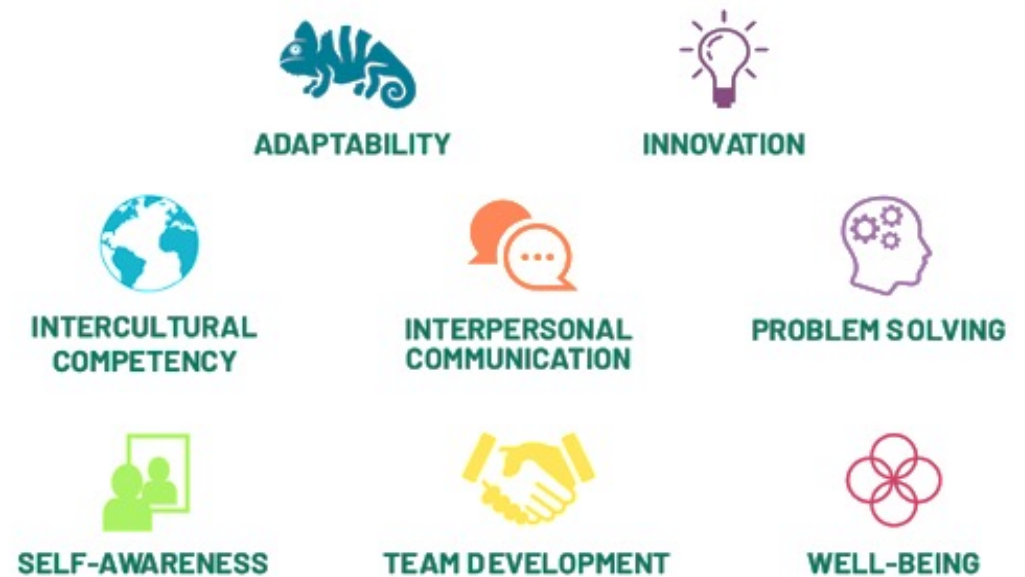 ADAPTABILITY
INNOVATION
INTERCULTURAL
COMPETENCY
INTERPERSONAL
COMMUNICATION
PROBLEM SOLVING
SELF-AWARENESS
TEAM DEVELOPMENT
WELL-BEING